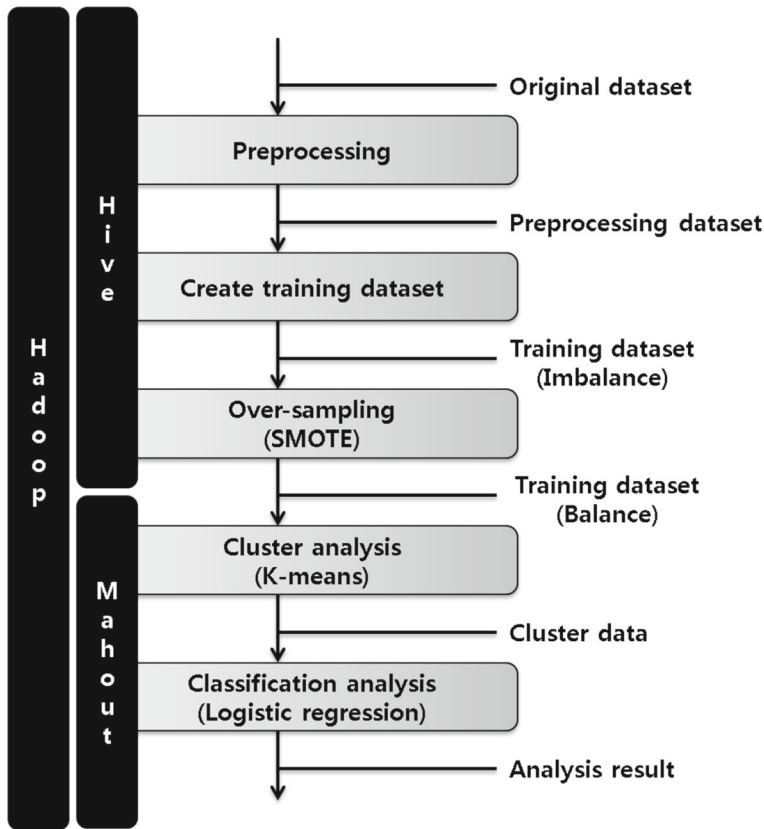 Hadoop
Hive
Mahout
Original dataset
Preprocessing
Preprocessing dataset
Create training dataset
Training dataset
(Imbalance)
Over-sampling
(SMOTE)
Training dataset
(Balance)
Cluster analysis
(K-means)
Cluster data
Classification analysis
(Logistic regression)
Analysis result